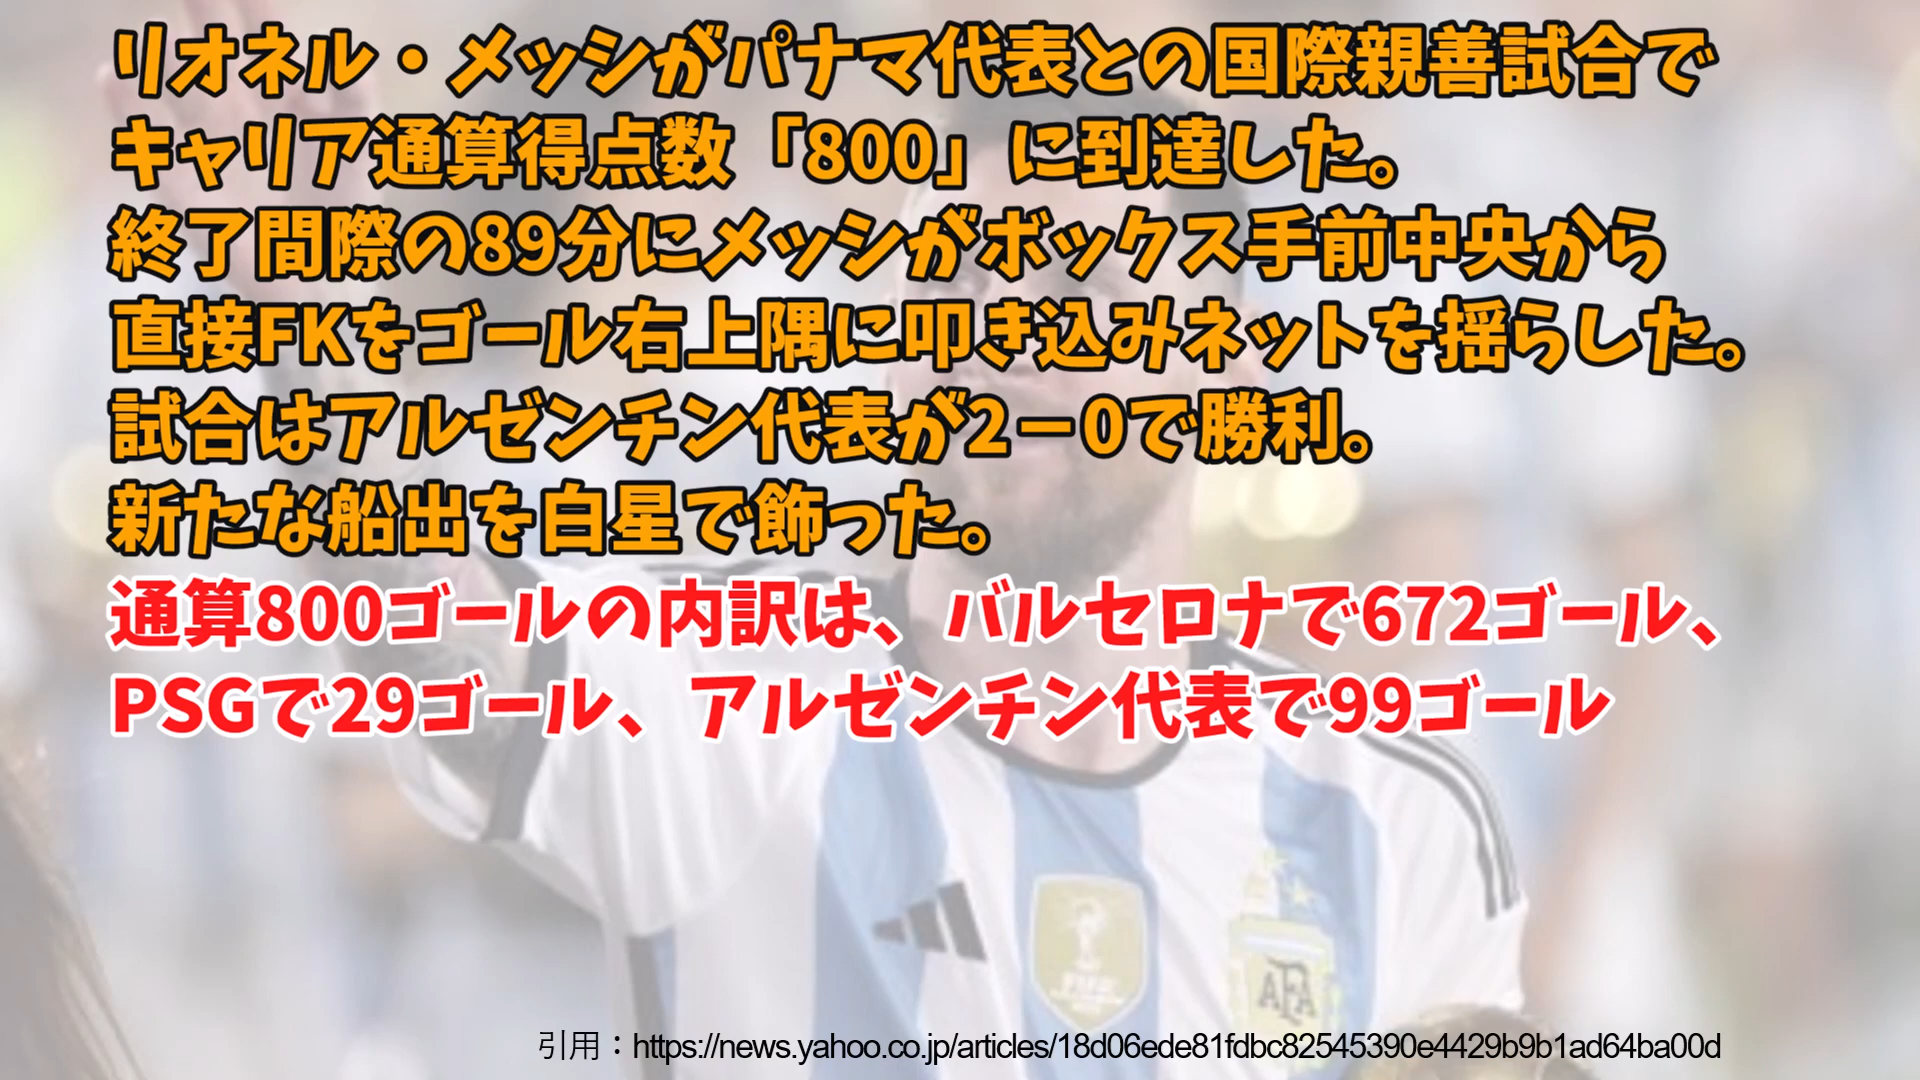 リオネル・メッシがパナマ代表との国際親善試合で
キャリア通算得点数「800」に到達した。
終了間際の89分にメッシがボックス手前中央から
直接FKをゴール右上隅に叩き込みネットを揺らした。
試合はアルゼンチン代表が2－0で勝利。
新たな船出を白星で飾った。
通算800ゴールの内訳は、バルセロナで672ゴール、
PSGで29ゴール、アルゼンチン代表で99ゴール
FIFA
AFA
引用：https://news.yahoo.co.jp/articles/18d06ede81fdbc82545390e4429b9b1ad64ba00d